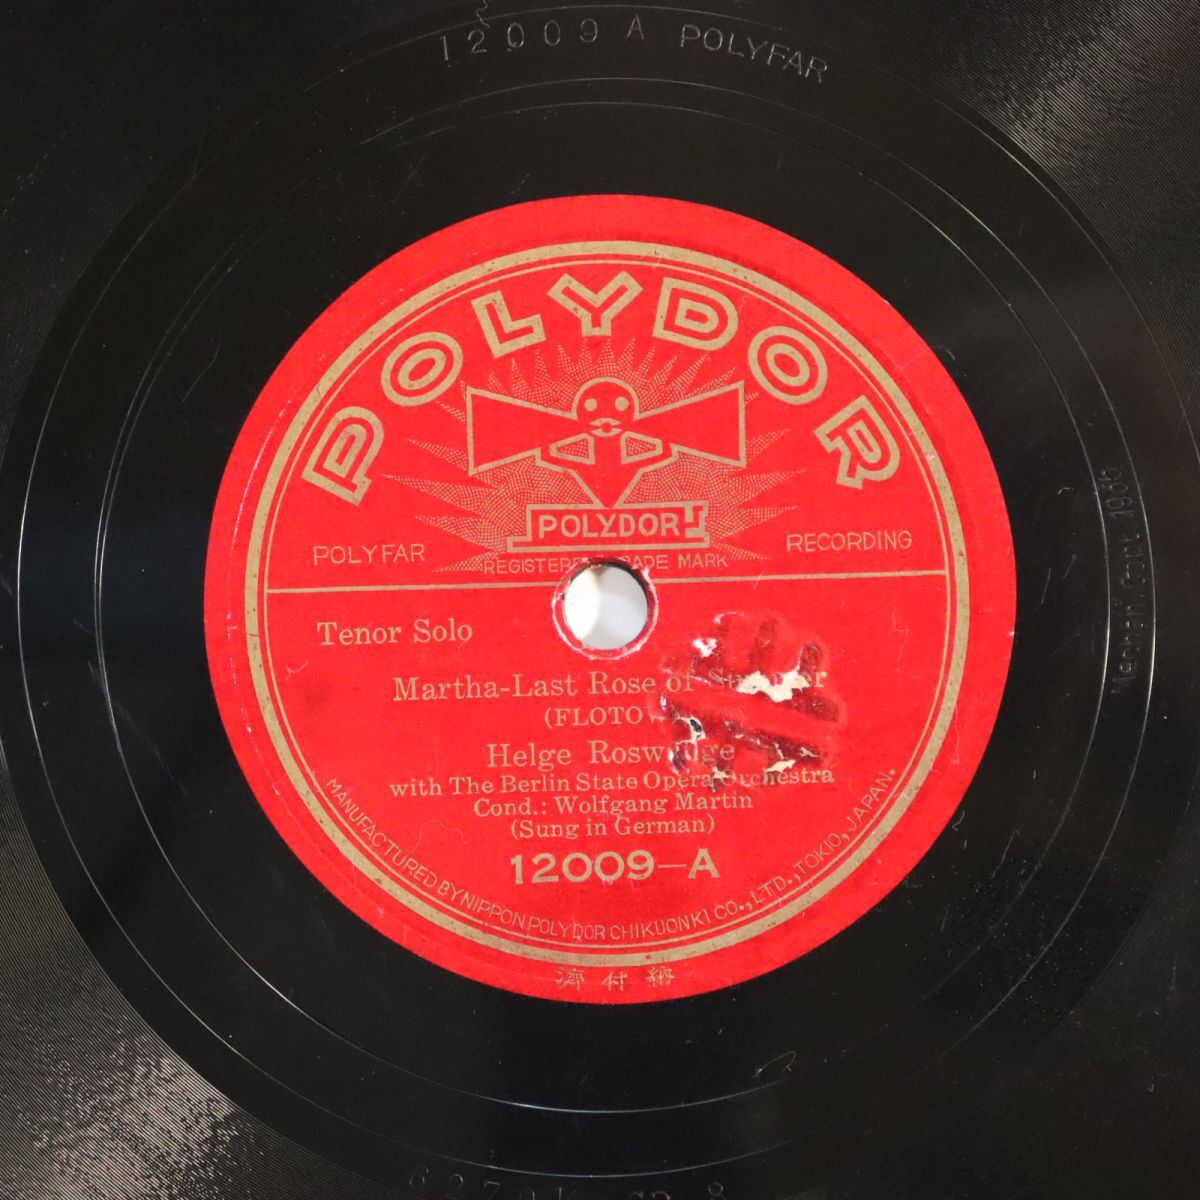 12009 A POLYFAR
POLYDOR
POLYDOR
POLYFAR RECORDING
REGISTERED TRADE MARK
Tenor Solo
Martha-Last Rose of Summer
(FLOTOW)
Helge Roswaenge
with The Berlin State Opera Orchestra
Cond.: Wolfgang Martin
(Sung in German)
12009-A
MANUFACTURED BY NIPPON POLYDOR CHIKUONKI CO., LTD., TOKIO, JAPAN.
濟付納